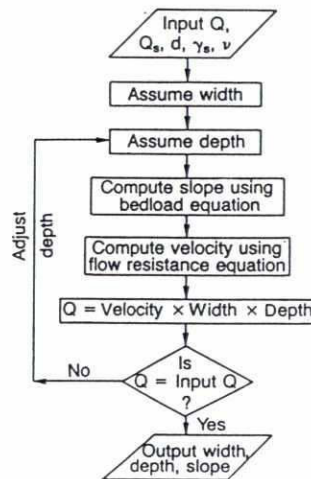 Input Q,
Qs, d, γs, ν
Assume width
Assume depth
Compute slope using
bedload equation
Compute velocity using
flow resistance equation
Q = Velocity × Width × Depth
Is
Q = Input Q
?
No
Yes
Adjust
depth
Output width,
depth, slope